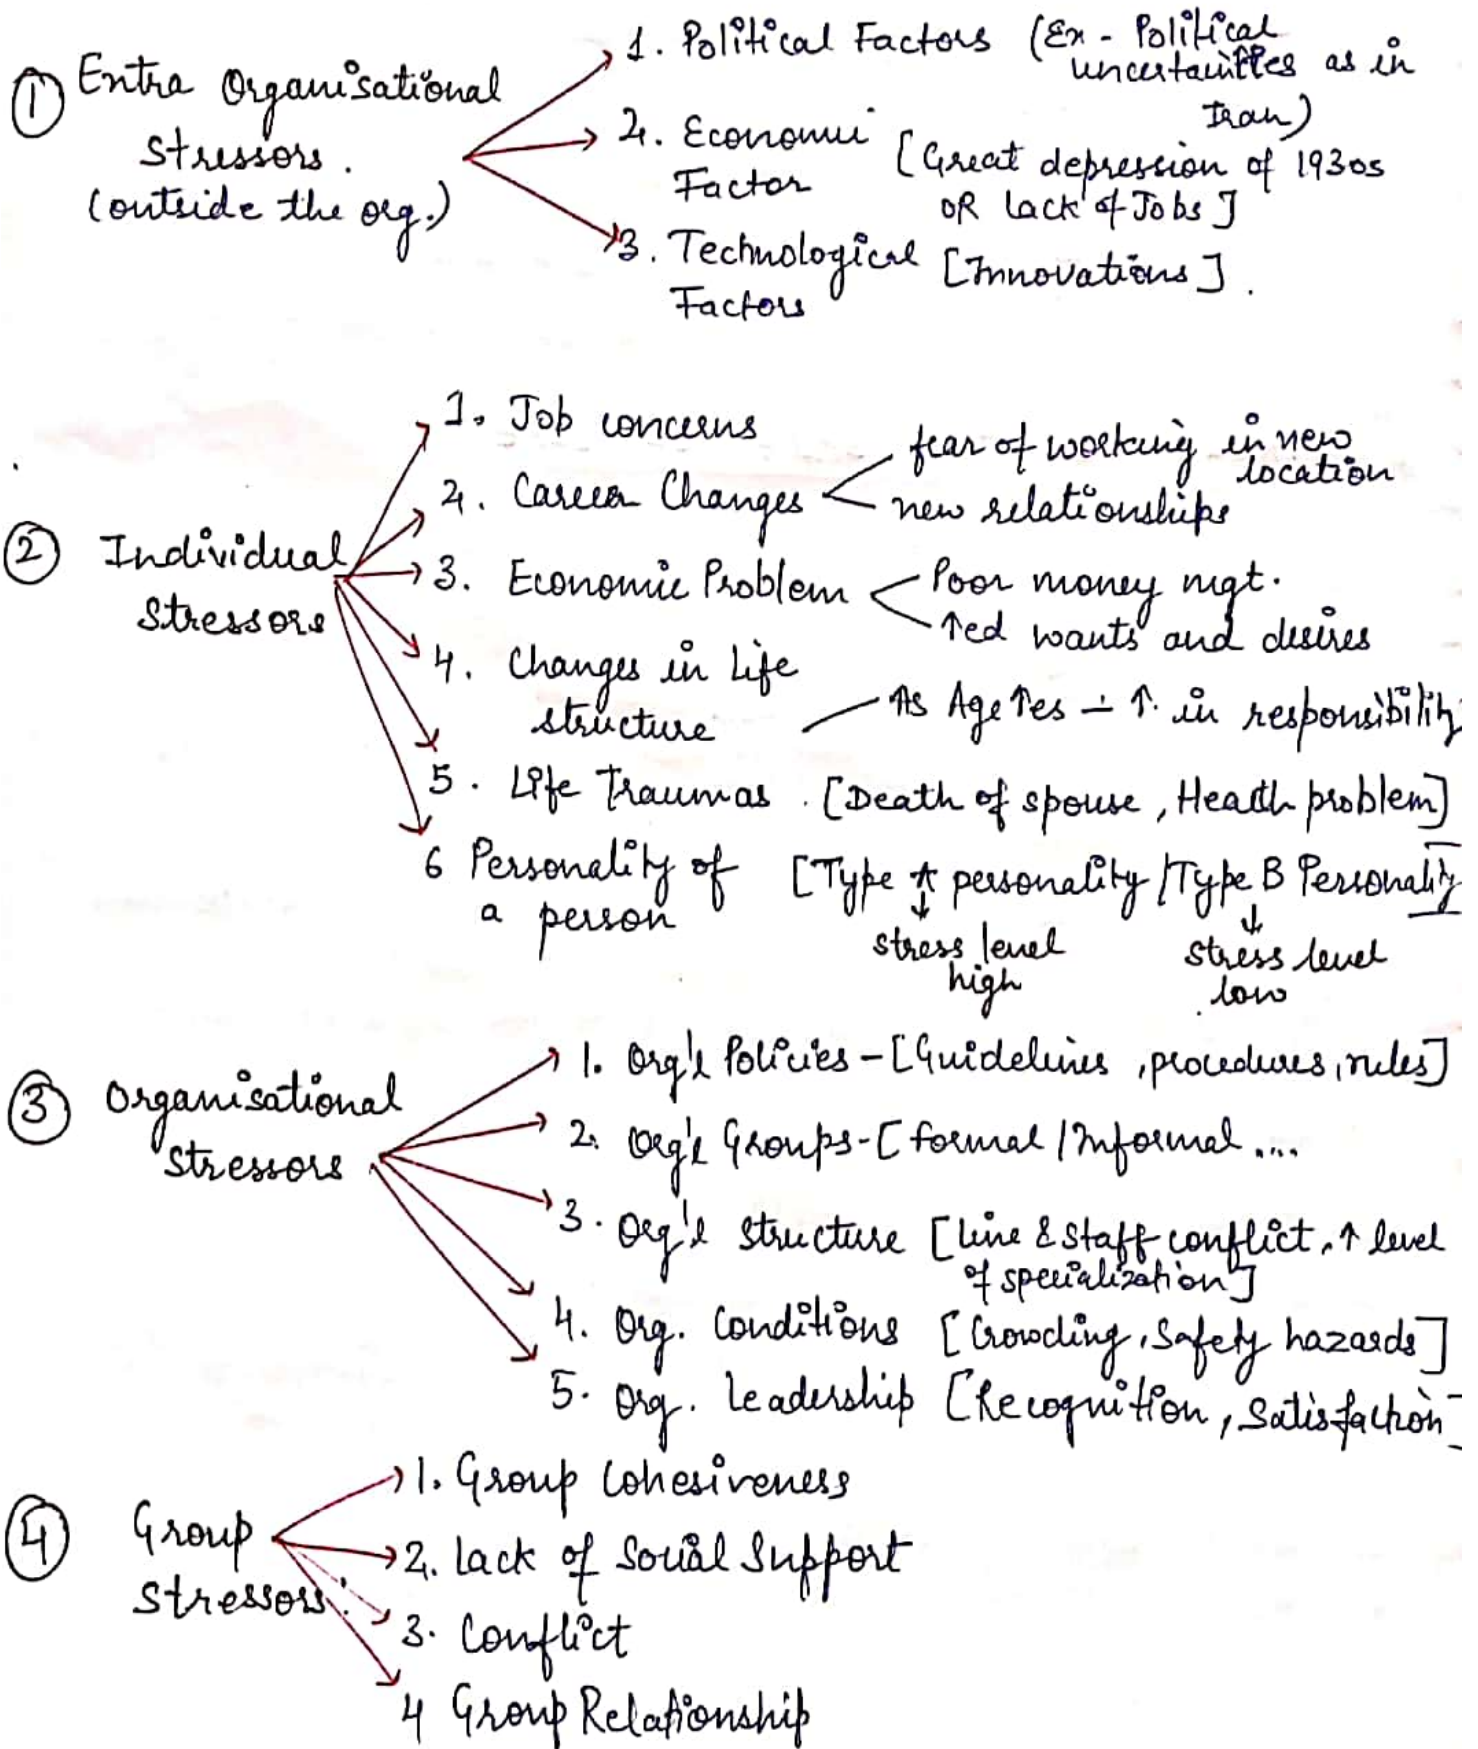 ① Entra Organisational
stressors.
(outside the org.)
1. Political Factors (Ex - Political
uncertainities as in
Iran)
2. Economic
Factor [Great depression of 1930s
OR lack of Jobs]
3. Technological [Innovations].
Factors
② Individual
stressors
1. Job concerns
2. Career Changes
fear of working in new
location
new relationships
3. Economic Problem
Poor money mgt.
↑ed wants and desires
4. Changes in Life
structure
As Age ↑es - ↑ in responsibility
5. Life Traumas . [Death of spouse, Health problem]
6 Personality of [Type A personality / Type B Personality]
a person
↓ ↓
stress level stress level
high low
③ Organisational
stressors
1. Org'l Policies - [Guidelines, procedures, rules]
2. Org'l Groups - [formal / Informal ....
3. Org'l structure [line & staff conflict, ↑ level
of specialization]
4. Org. conditions [Crowding, Safety hazards]
5. Org. leadership [Recognition, Satisfaction]
④ Group
stressors.
1. Group Cohesiveness
2. Lack of Social Support
3. Conflict
4 Group Relationship